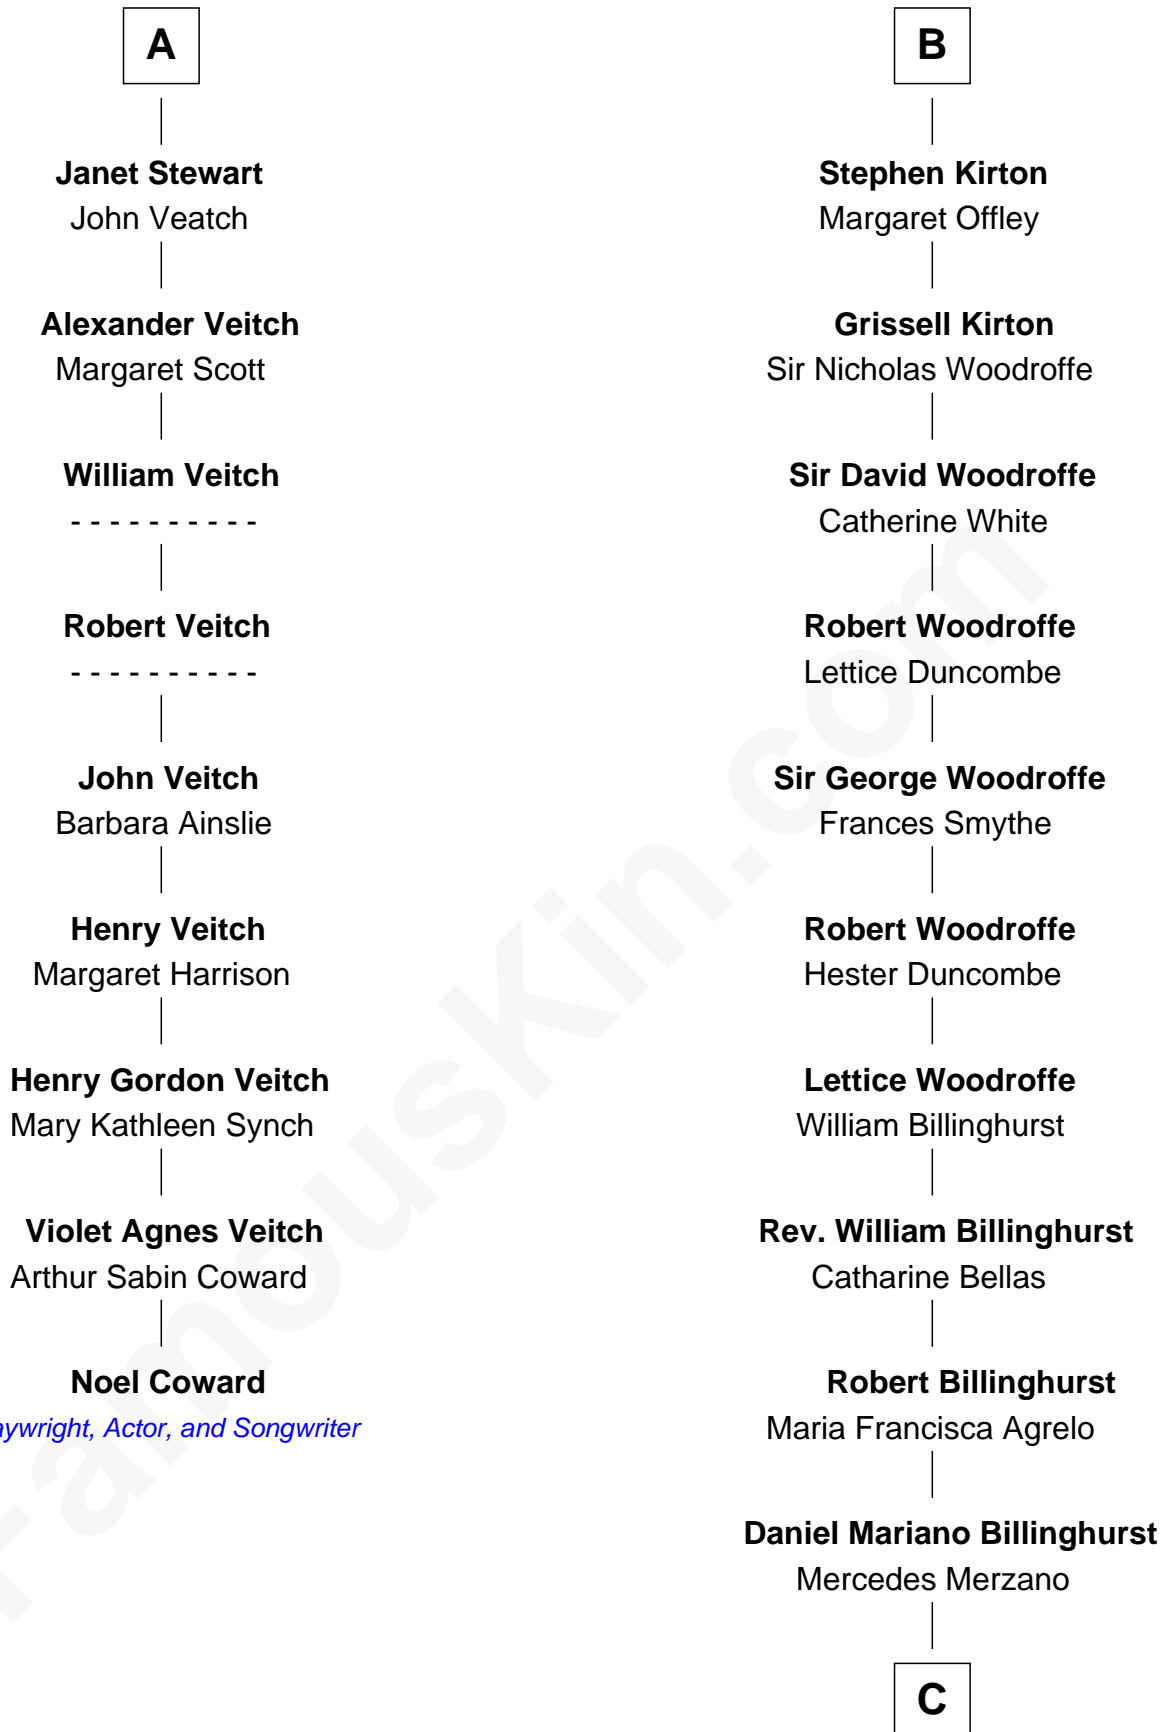 A
Janet Stewart
John Veatch
Alexander Veitch
Margaret Scott
William Veitch
- - - - - - - - - -
Robert Veitch
- - - - - - - - - -
John Veitch
Barbara Ainslie
Henry Veitch
Margaret Harrison
Henry Gordon Veitch
Mary Kathleen Synch
Violet Agnes Veitch
Arthur Sabin Coward
Noel Coward
aywright, Actor, and Songwriter
B
Stephen Kirton
Margaret Offley
Grissell Kirton
Sir Nicholas Woodroffe
Sir David Woodroffe
Catherine White
Robert Woodroffe
Lettice Duncombe
Sir George Woodroffe
Frances Smythe
Robert Woodroffe
Hester Duncombe
Lettice Woodroffe
William Billinghurst
Rev. William Billinghurst
Catharine Bellas
Robert Billinghurst
Maria Francisca Agrelo
Daniel Mariano Billinghurst
Mercedes Merzano
C
FamousKin.com